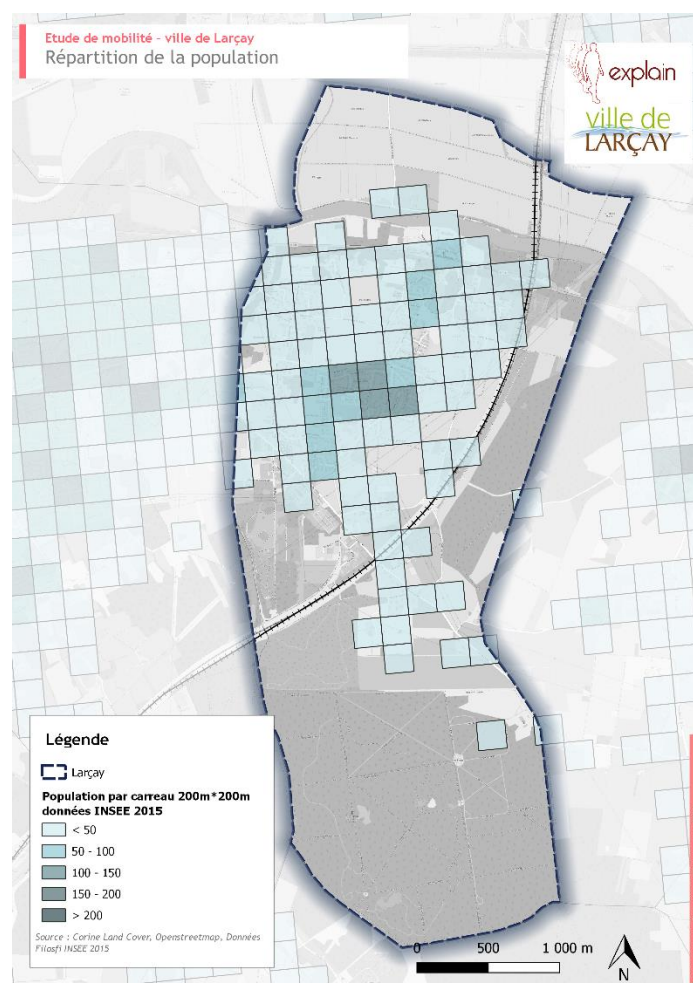 Etude de mobilité - ville de Larçay
Répartition de la population
explain
ville de
LARÇAY
Légende
Larçay
Population par carreau 200m*200m
données INSEE 2015
< 50
50 - 100
100 - 150
150 - 200
> 200
Source : Corine Land Cover, Openstreetmap, Données
Filosfi INSEE 2015
0 500 1 000 m
N